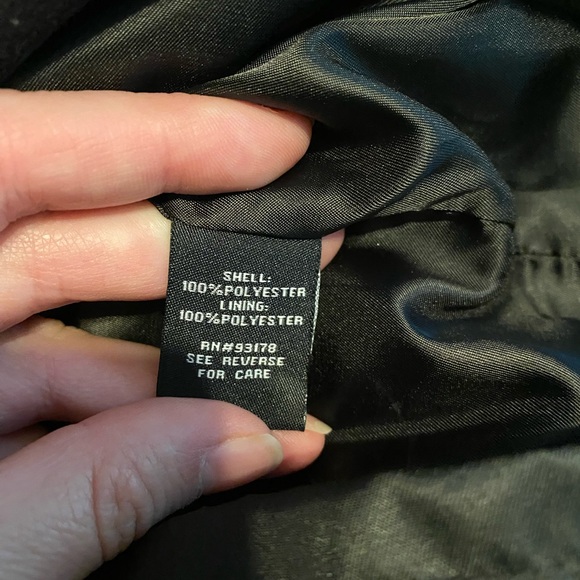 SHELL:
100%POLYESTER
LINING:
100%POLYESTER
RN#93178
SEE REVERSE
FOR CARE